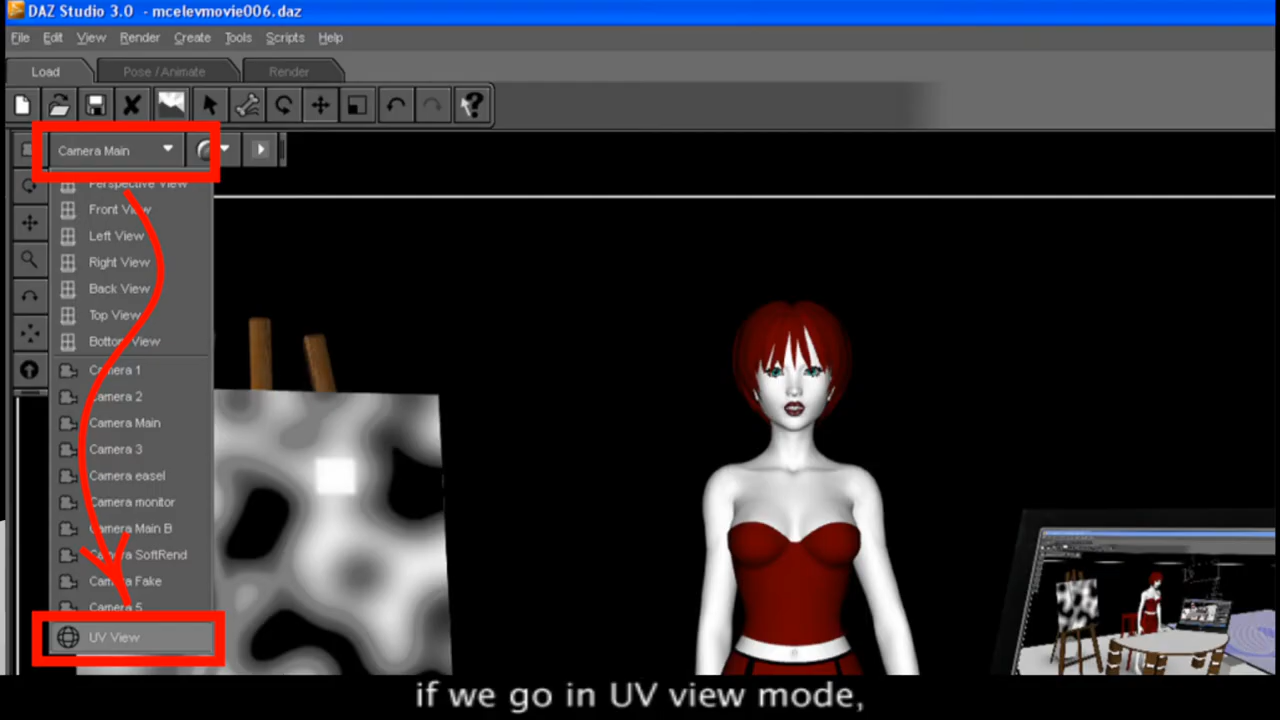 DAZ Studio 3.0 - mcelevmovie006.daz
File Edit View Render Create Tools Scripts Help
Load Pose / Animate Render
Camera Main
Perspective View
Front View
Left View
Right View
Back View
Top View
Bottom View
Camera 1
Camera 2
Camera Main
Camera 3
Camera easel
Camera monitor
Camera Main B
Camera SoftRend
Camera Fake
Camera 5
UV View
if we go in UV view mode,